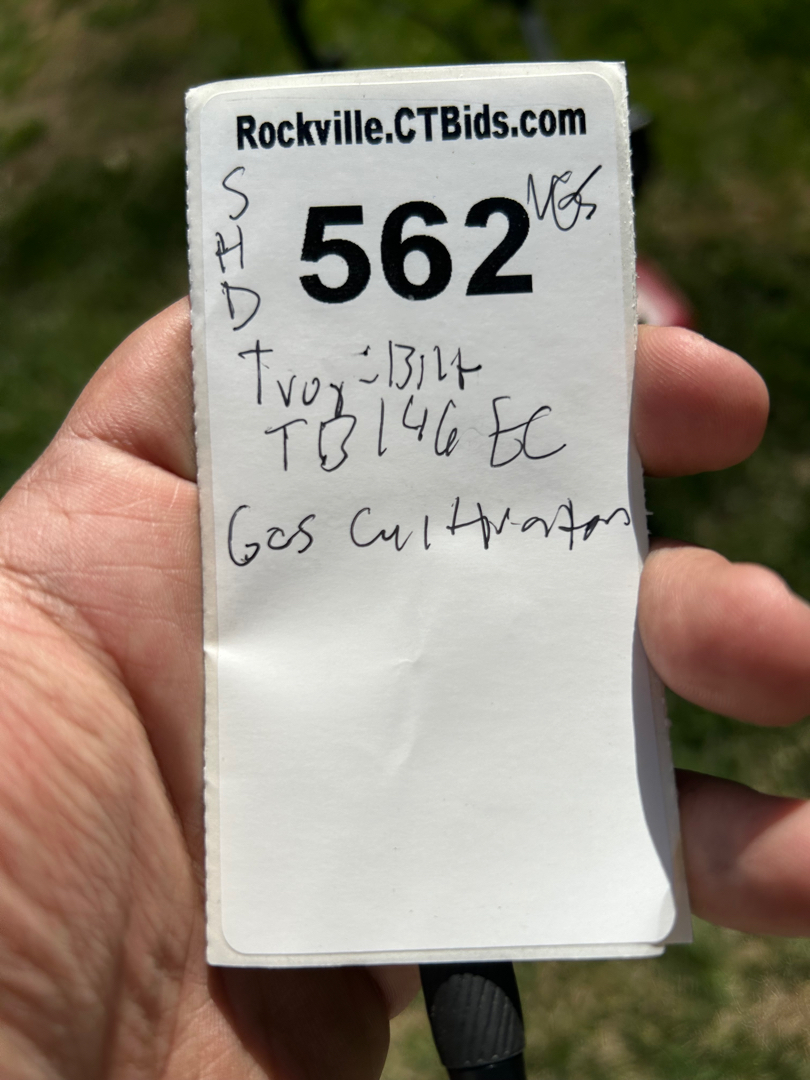 Rockville.CTBids.com
S
H
D
562
Troy-Bilt
TB146 EC
Gas Cultivator